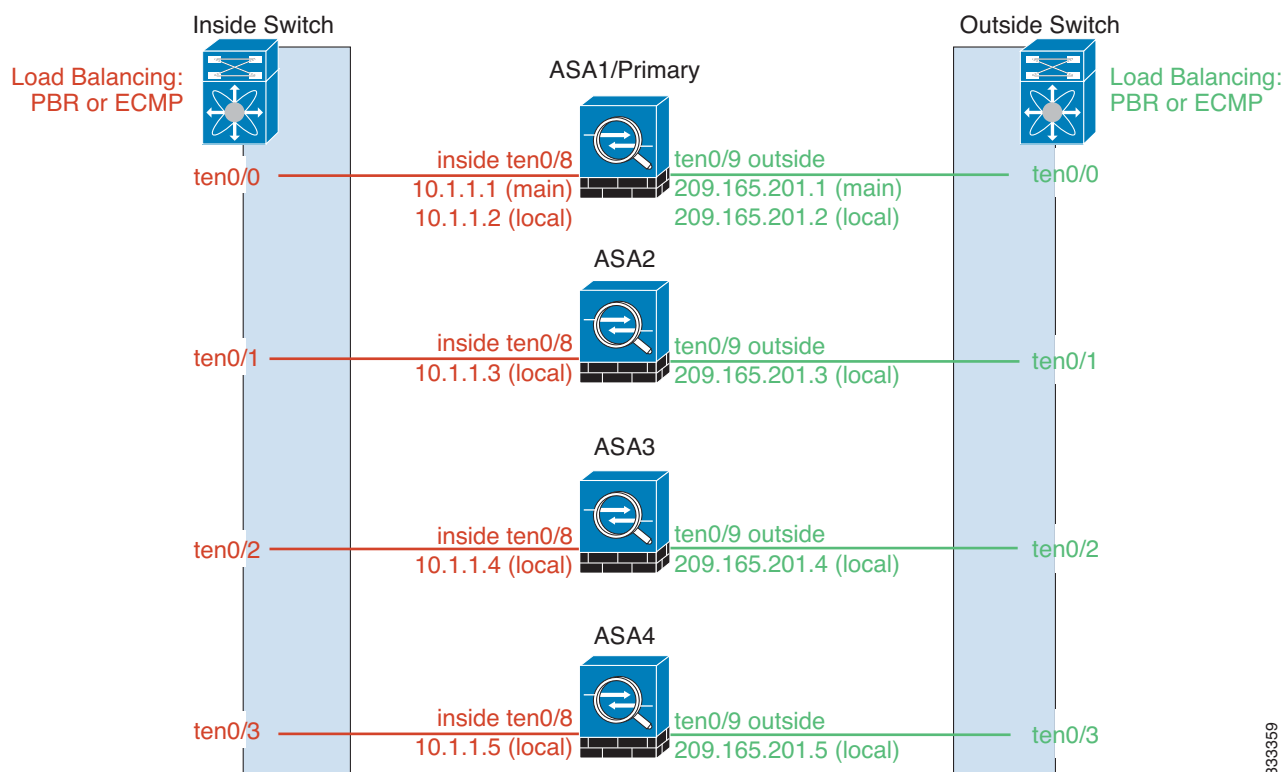 Inside Switch
Outside Switch
Load Balancing:
PBR or ECMP
ASA1/Primary
Load Balancing:
PBR or ECMP
ten0/0
inside ten0/8
10.1.1.1 (main)
10.1.1.2 (local)
ten0/9 outside
209.165.201.1 (main)
209.165.201.2 (local)
ten0/0
ASA2
ten0/1
inside ten0/8
10.1.1.3 (local)
ten0/9 outside
209.165.201.3 (local)
ten0/1
ASA3
ten0/2
inside ten0/8
10.1.1.4 (local)
ten0/9 outside
209.165.201.4 (local)
ten0/2
ASA4
ten0/3
inside ten0/8
10.1.1.5 (local)
ten0/9 outside
209.165.201.5 (local)
ten0/3
333359